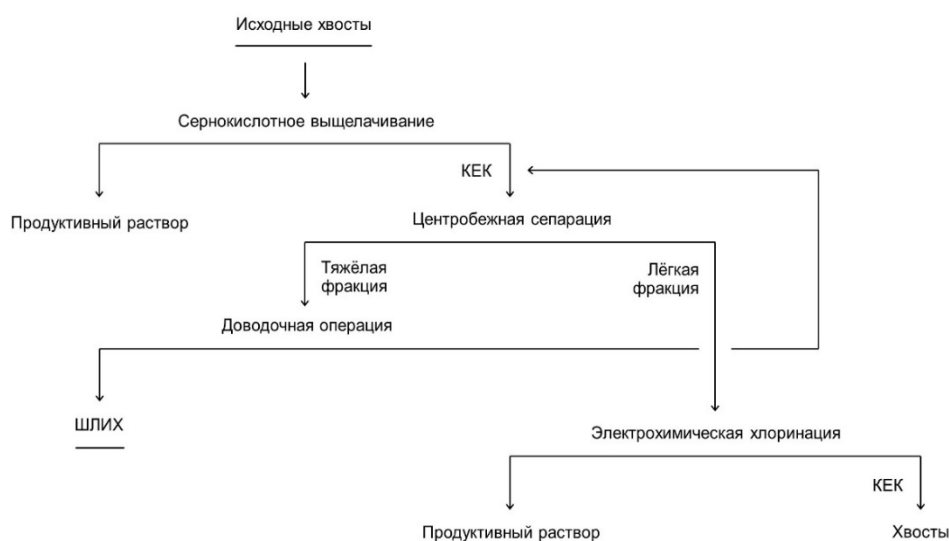 Исходные хвосты
Сернокислотное выщелачивание
КЕК
Продуктивный раствор
Центробежная сепарация
Тяжёлая
фракция
Лёгкая
фракция
Доводочная операция
ШЛИХ
Электрохимическая хлоринация
КЕК
Продуктивный раствор
Хвосты